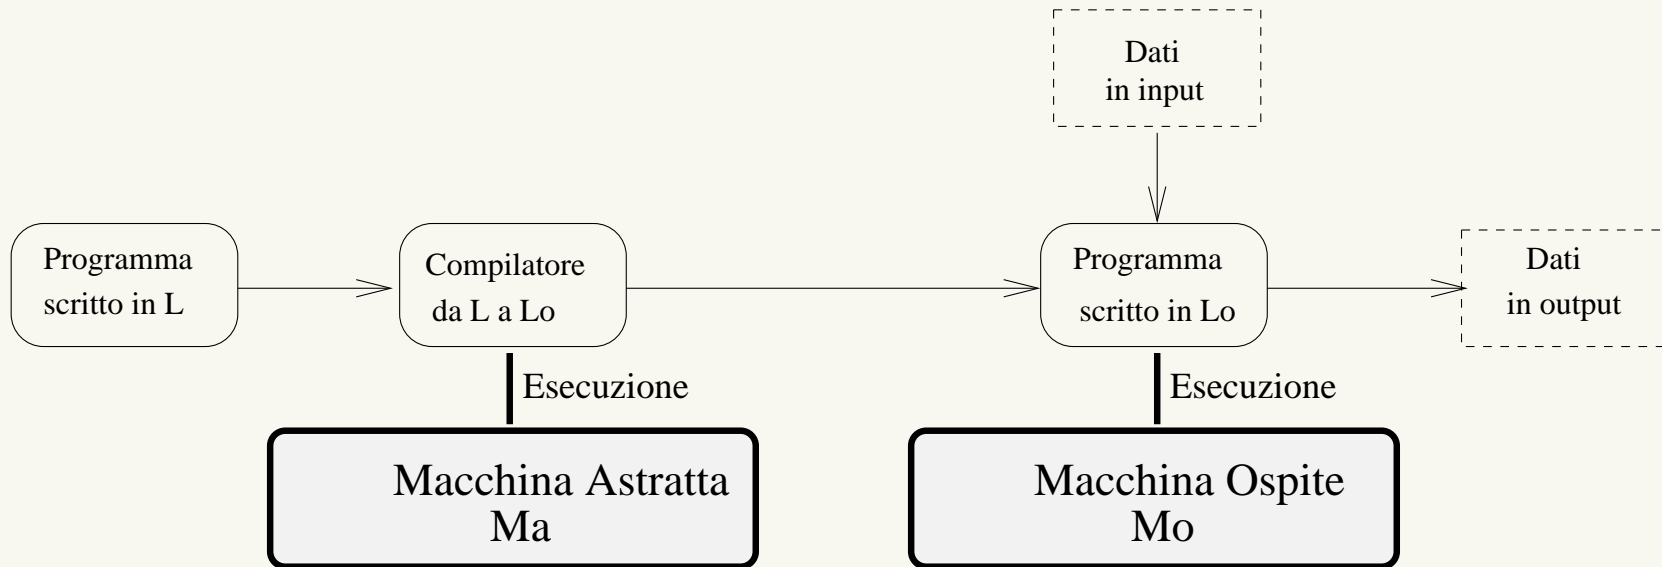 Dati
in input
Programma
scritto in L
Compilatore
da L a Lo
Programma
scritto in Lo
Dati
in output
Esecuzione
Esecuzione
Macchina Astratta
Ma
Macchina Ospite
Mo